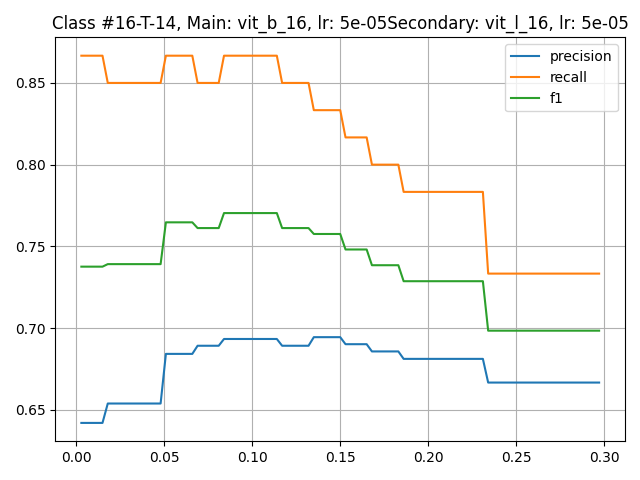 Class #16-T-14, Main: vit_b_16, lr: 5e-05Secondary: vit_l_16, lr: 5e-05
precision
recall
f1
0.85
0.80
0.75
0.70
0.65
0.00 0.05 0.10 0.15 0.20 0.25 0.30